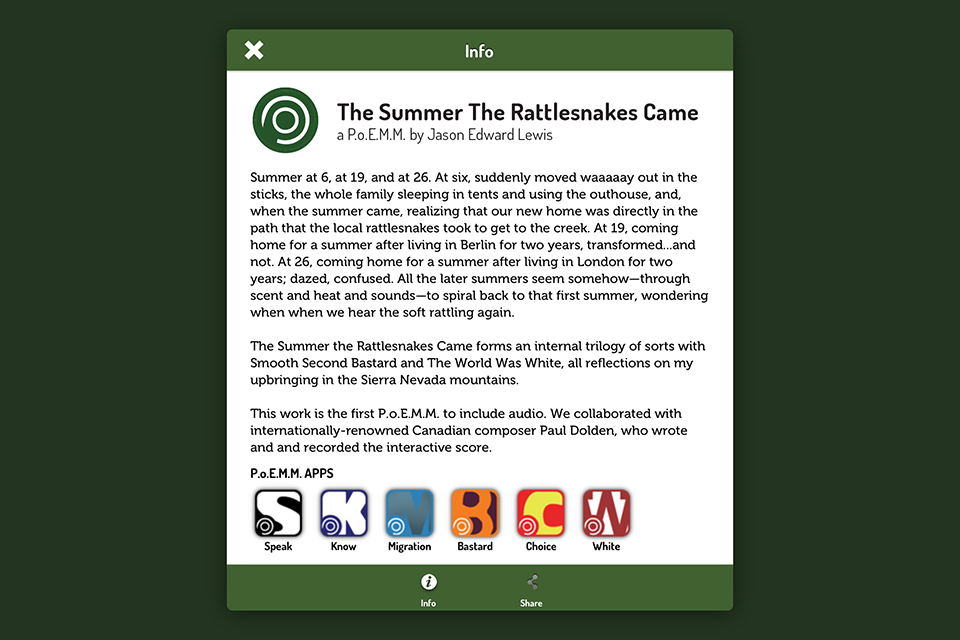 Info
The Summer The Rattlesnakes Came
a P.o.E.M.M. by Jason Edward Lewis
Summer at 6, at 19, and at 26. At six, suddenly moved waaaaay out in the
sticks, the whole family sleeping in tents and using the outhouse, and,
when the summer came, realizing that our new home was directly in the
path that the local rattlesnakes took to get to the creek. At 19, coming
home for a summer after living in Berlin for two years, transformed...and
not. At 26, coming home for a summer after living in London for two
years; dazed, confused. All the later summers seem somehow—through
scent and heat and sounds—to spiral back to that first summer, wondering
when when we hear the soft rattling again.
The Summer the Rattlesnakes Came forms an internal trilogy of sorts with
Smooth Second Bastard and The World Was White, all reflections on my
upbringing in the Sierra Nevada mountains.
This work is the first P.o.E.M.M. to include audio. We collaborated with
internationally-renowned Canadian composer Paul Dolden, who wrote
and and recorded the interactive score.
P.o.E.M.M. APPS
S K M B C W
Speak Know Migration Bastard Choice White
Info Share